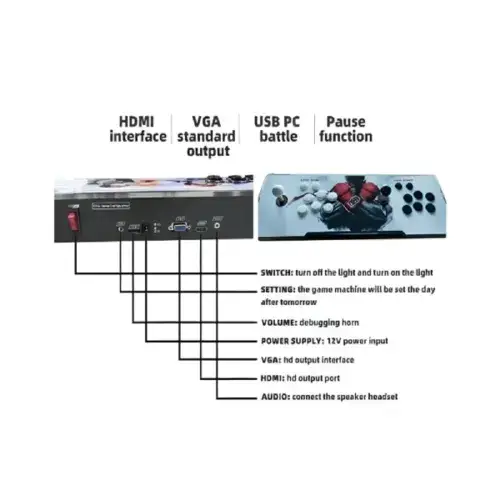 HDMI
interface
VGA
standard
output
USB PC
battle
Pause
function
SWITCH: turn off the light and turn on the light
SETTING: the game machine will be set the day
after tomorrow
VOLUME: debugging horn
POWER SUPPLY: 12V power input
VGA: hd output interface
HDMI: hd output port
AUDIO: connect the speaker headset